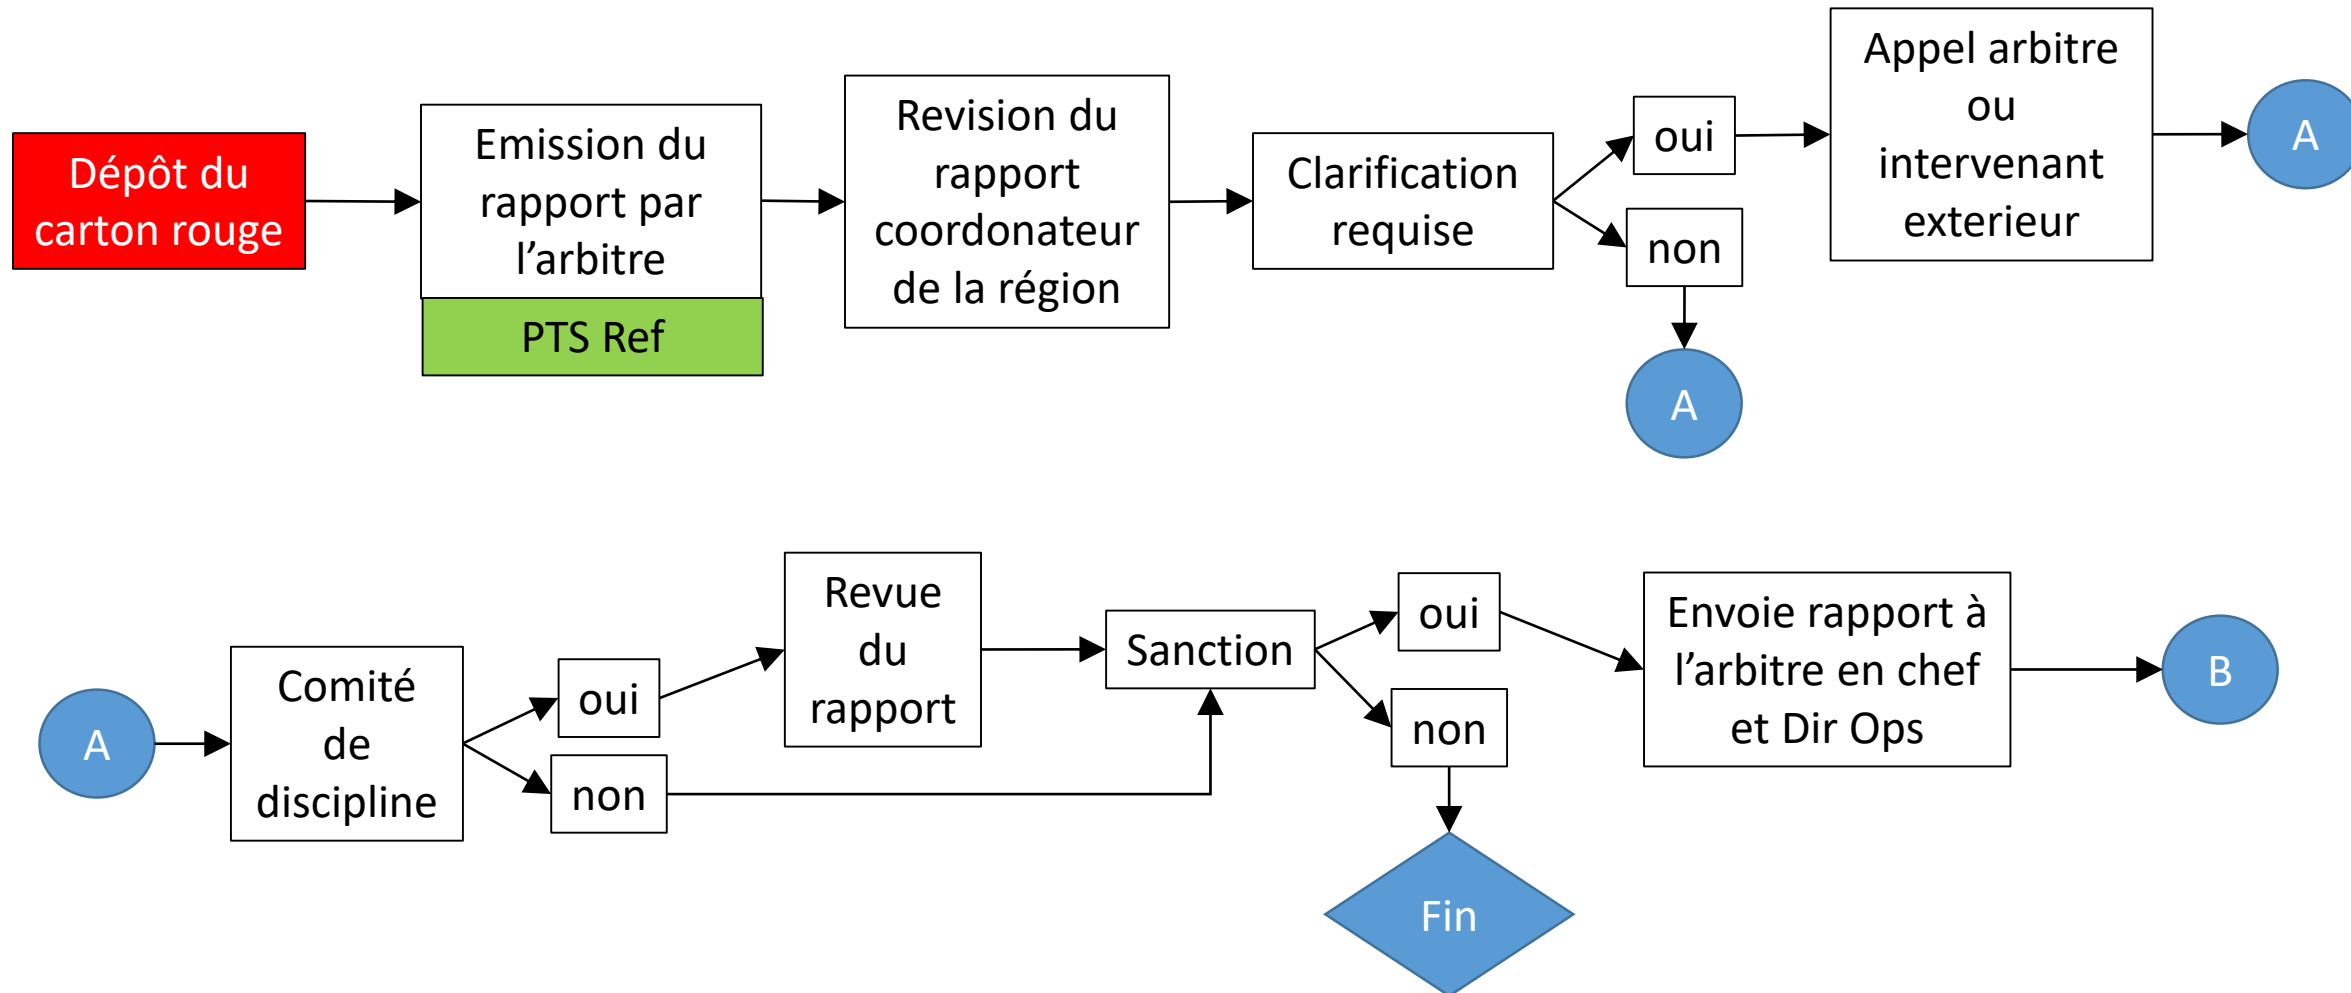 Dépôt du
carton rouge
Emission du
rapport par
l’arbitre
PTS Ref
Revision du
rapport
coordonateur
de la région
Clarification
requise
oui
non
A
Appel arbitre
ou
intervenant
exterieur
A
A
Comité
de
discipline
oui
non
Revue
du
rapport
Sanction
oui
non
Fin
Envoie rapport à
l’arbitre en chef
et Dir Ops
B